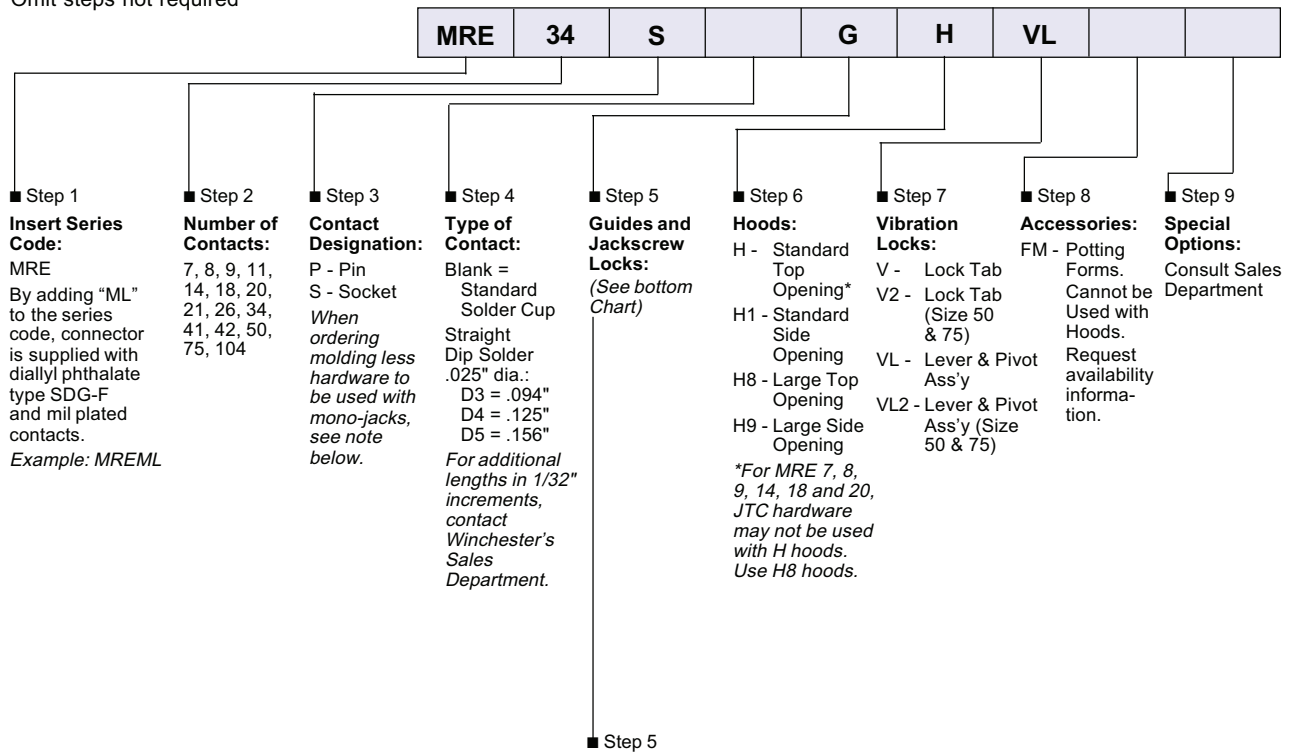 Omit steps not required
MRE 34 S G H VL
■ Step 1
Insert Series
Code:
MRE
By adding "ML"
to the series
code, connector
is supplied with
diallyl phthalate
type SDG-F
and mil plated
contacts.
Example: MREML
■ Step 2
Number of
Contacts:
7, 8, 9, 11,
14, 18, 20,
21, 26, 34,
41, 42, 50,
75, 104
■ Step 3
Contact
Designation:
P - Pin
S - Socket
When
ordering
molding less
hardware to
be used with
mono-jacks,
see note
below.
■ Step 4
Type of
Contact:
Blank =
Standard
Solder Cup
Straight
Dip Solder
.025" dia.:
D3 = .094"
D4 = .125"
D5 = .156"
For additional
lengths in 1/32"
increments,
contact
Winchester's
Sales
Department.
■ Step 5
Guides and
Jackscrew
Locks:
(See bottom
Chart)
■ Step 6
Hoods:
H - Standard
Top
Opening*
H1 - Standard
Side
Opening
H8 - Large Top
Opening
H9 - Large Side
Opening
*For MRE 7, 8,
9, 14, 18 and 20,
JTC hardware
may not be used
with H hoods.
Use H8 hoods.
■ Step 7
Vibration
Locks:
V - Lock Tab
V2 - Lock Tab
(Size 50
& 75)
VL - Lever & Pivot
Ass'y
VL2 - Lever & Pivot
Ass'y (Size
50 & 75)
■ Step 8
Accessories:
FM - Potting
Forms.
Cannot be
Used with
Hoods.
Request
availability
informa-
tion.
■ Step 9
Special
Options:
Consult Sales
Department
■ Step 5